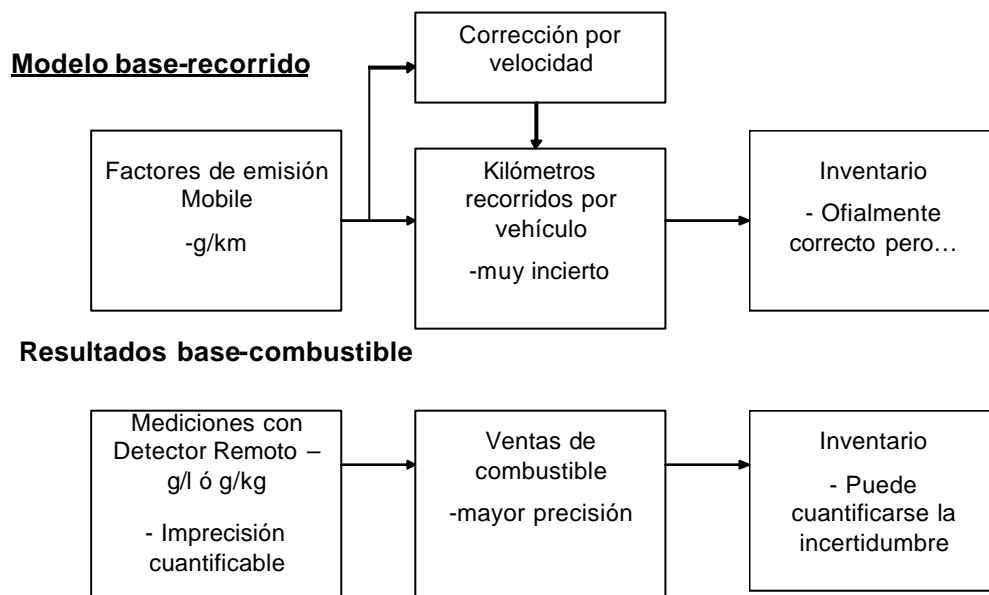 Corrección por
velocidad
Modelo base-recorrido
Factores de emisión
Mobile
-g/km
Kilómetros
recorridos por
vehículo
-muy incierto
Inventario
- Ofialmente
correcto pero…
Resultados base-combustible
Mediciones con
Detector Remoto –
g/l ó g/kg
- Imprecisión
cuantificable
Ventas de
combustible
-mayor precisión
Inventario
- Puede
cuantificarse la
incertidumbre